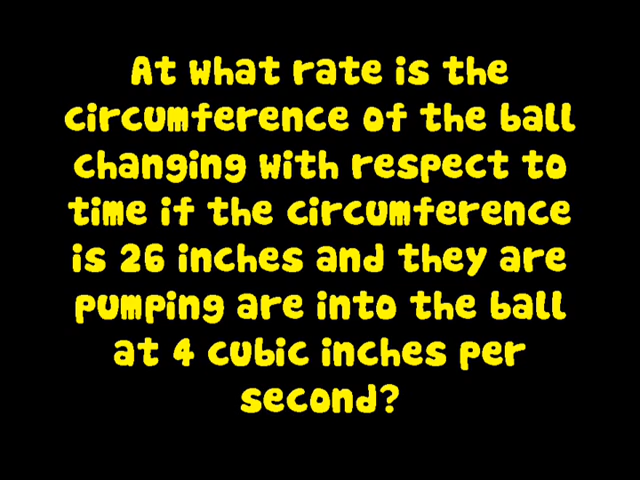 At what rate is the
circumference of the ball
changing with respect to
time if the circumference
is 26 inches and they are
pumping are into the ball
at 4 cubic inches per
second?